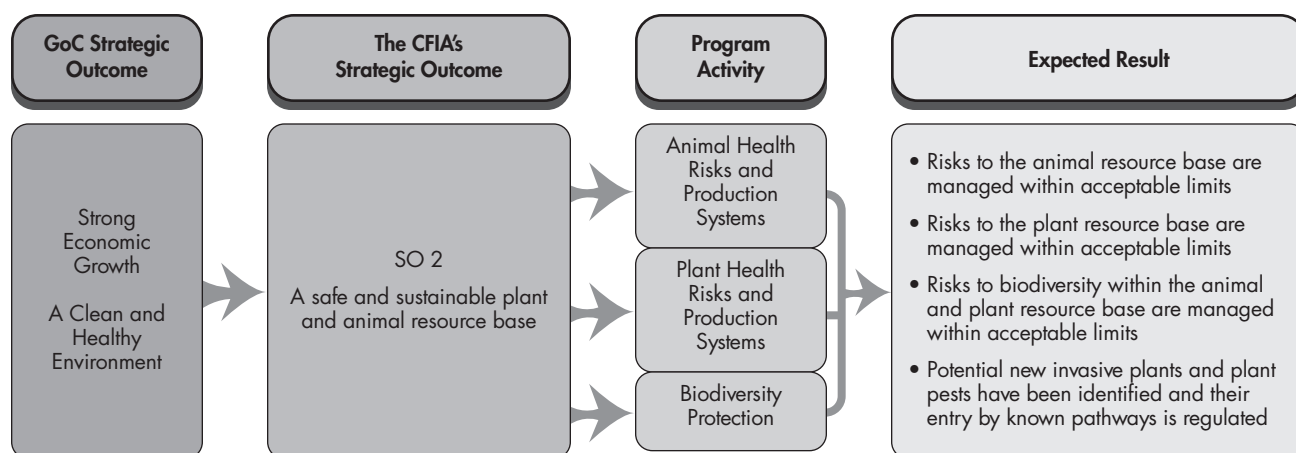 GoC Strategic
Outcome
The CFIA's
Strategic Outcome
Program
Activity
Expected Result
Strong
Economic
Growth
A Clean and
Healthy
Environment
SO 2
A safe and sustainable plant
and animal resource base
Animal Health
Risks and
Production
Systems
Plant Health
Risks and
Production
Systems
Biodiversity
Protection
• Risks to the animal resource base are
managed within acceptable limits
• Risks to the plant resource base are
managed within acceptable limits
• Risks to biodiversity within the animal
and plant resource base are managed
within acceptable limits
• Potential new invasive plants and plant
pests have been identified and their
entry by known pathways is regulated